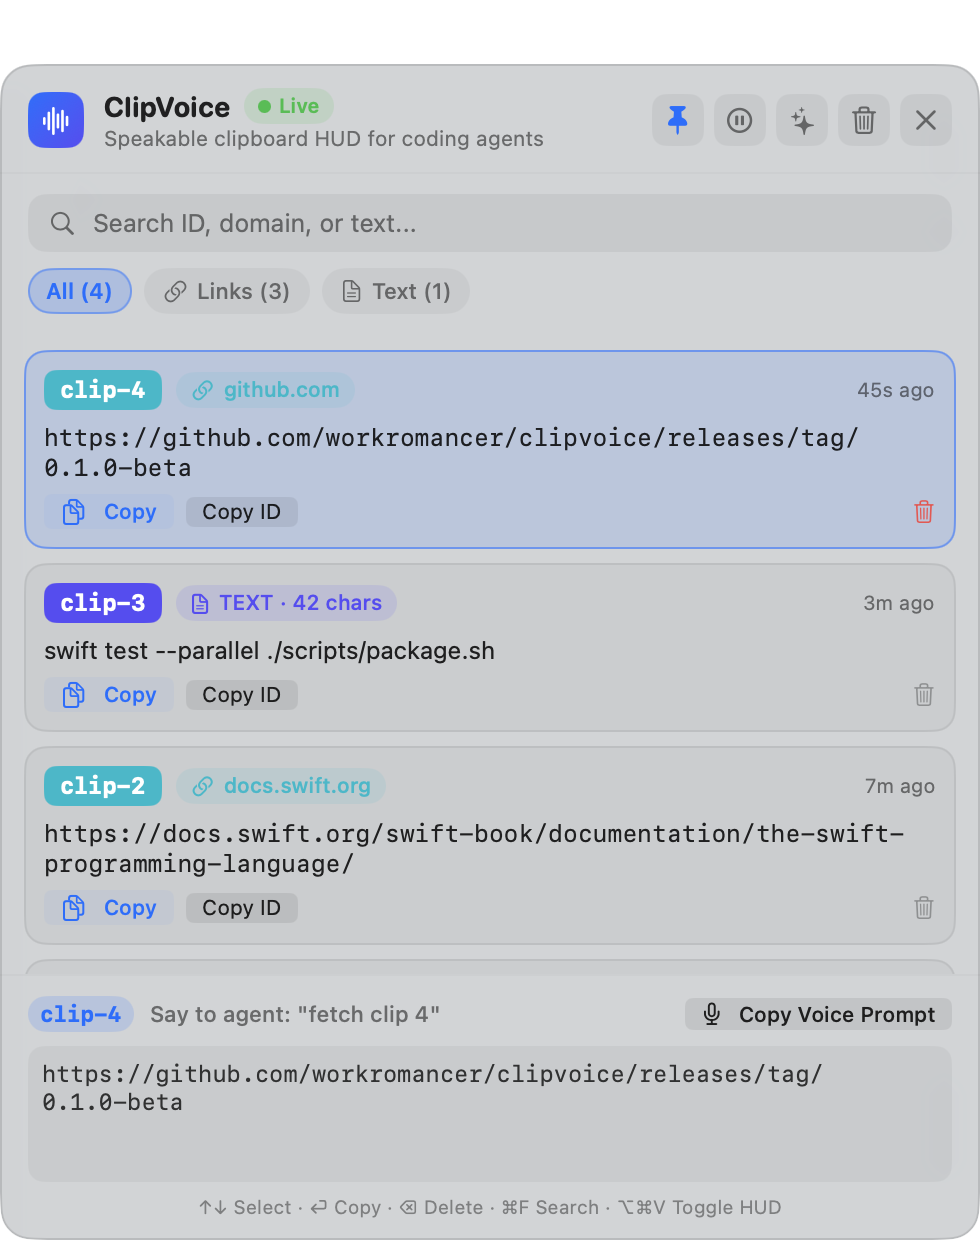 ClipVoice
Live
Speakable clipboard HUD for coding agents
Search ID, domain, or text...
All (4)
Links (3)
Text (1)
clip-4
github.com
45s ago
https://github.com/workromancer/clipvoice/releases/tag/
0.1.0-beta
Copy
Copy ID
clip-3
TEXT · 42 chars
3m ago
swift test --parallel ./scripts/package.sh
Copy
Copy ID
clip-2
docs.swift.org
7m ago
https://docs.swift.org/swift-book/documentation/the-swift-
programming-language/
Copy
Copy ID
clip-4
Say to agent: "fetch clip 4"
Copy Voice Prompt
https://github.com/workromancer/clipvoice/releases/tag/
0.1.0-beta
↑↓ Select · ⏎ Copy · ⌫ Delete · ⌘F Search · ⌥⌘V Toggle HUD